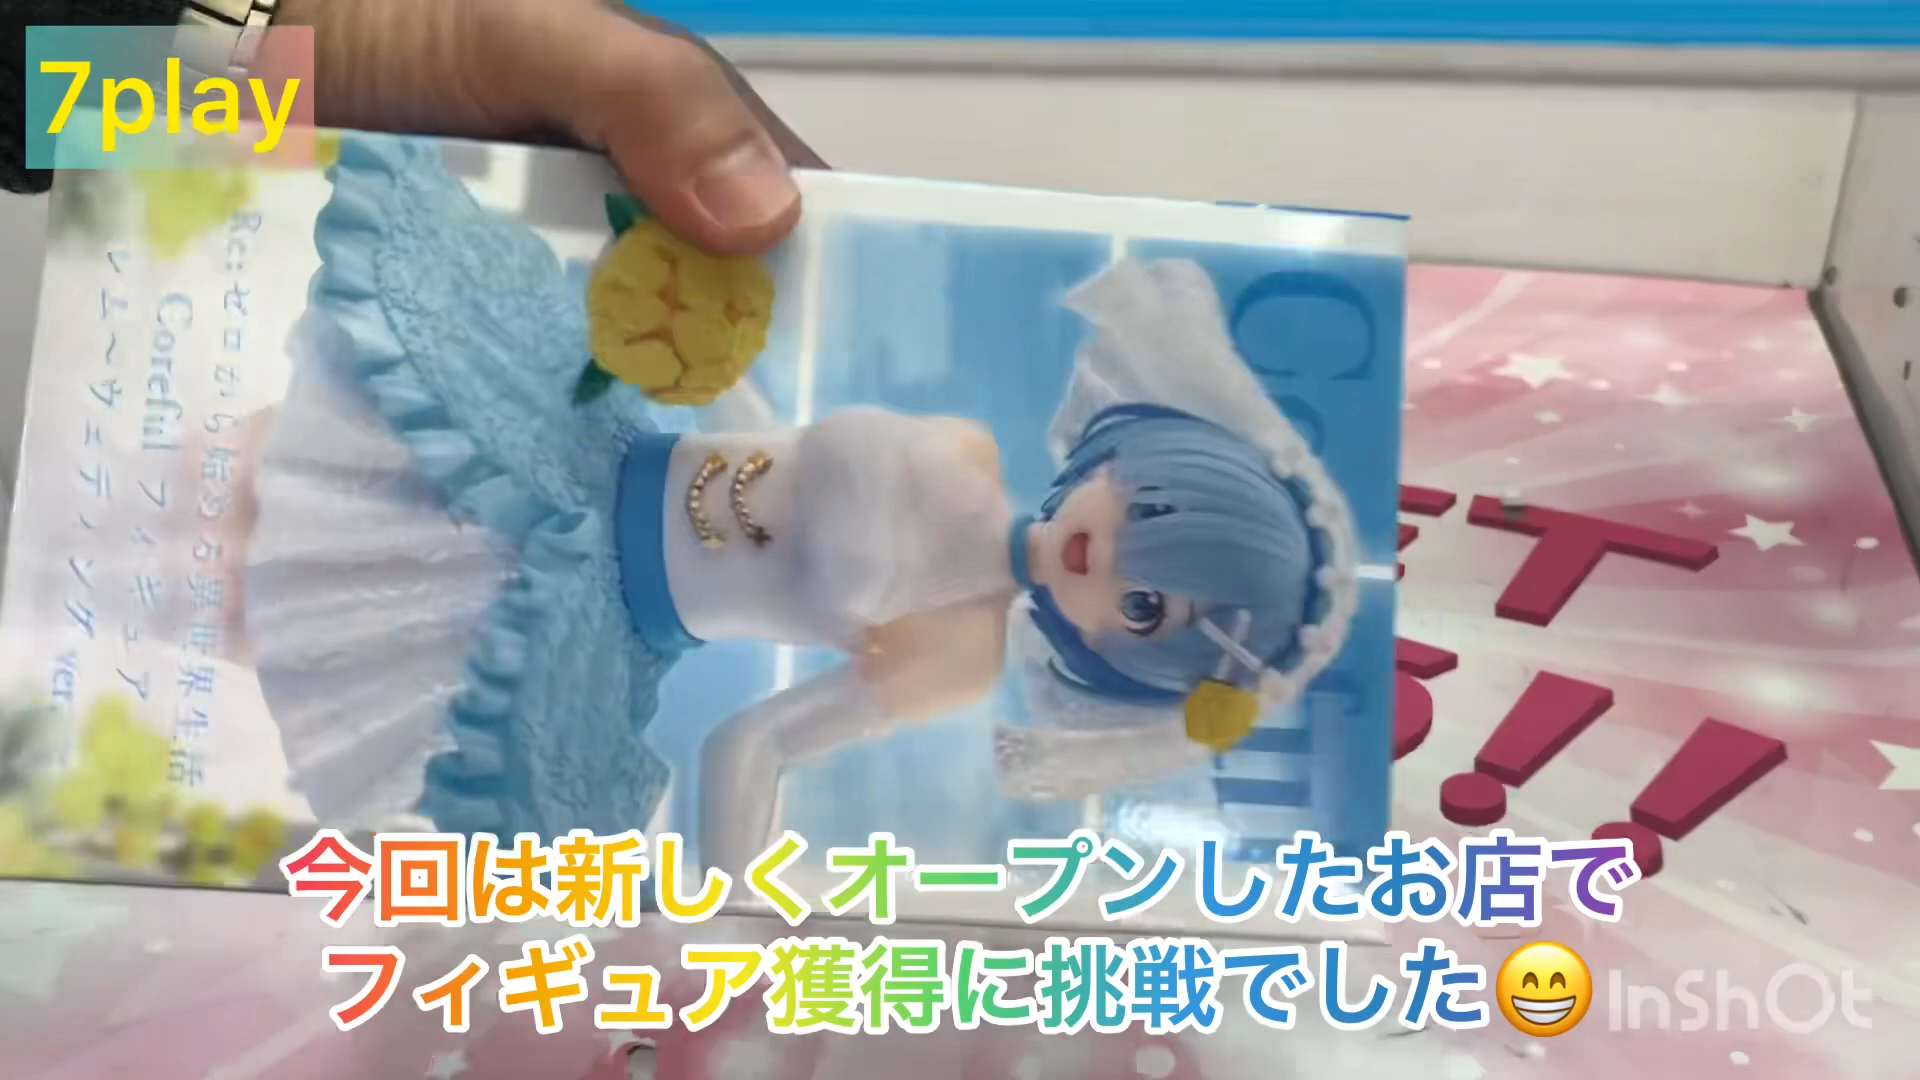 7play
Re:ゼロから始める異世界生活
Coreful フィギュア
レム～ウェディングver.～
今回は新しくオープンしたお店で
フィギュア獲得に挑戦でした😁
InShOt